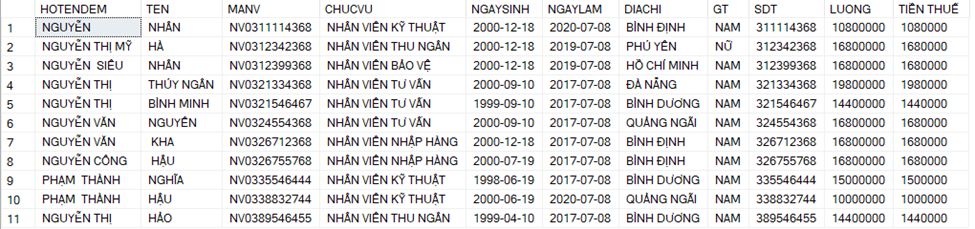 HOTENDEM TEN MANV CHUCVU NGAYSINH NGAYLAM DIACHI GT SDT LUONG TIỀN THUẾ
1 NGUYỄN NHÂN NV0311114368 NHÂN VIÊN KỸ THUẬT 2000-12-18 2020-07-08 BÌNH ĐỊNH NAM 311114368 10800000 1080000
2 NGUYỄN THỊ MỸ HÀ NV0312342368 NHÂN VIÊN THU NGÂN 2000-12-18 2019-07-08 PHÚ YÊN NỮ 312342368 16800000 1680000
3 NGUYỄN SIÊU NHÂN NV0312399368 NHÂN VIÊN BẢO VỆ 2000-12-18 2019-07-08 HỒ CHÍ MINH NAM 312399368 16800000 1680000
4 NGUYỄN THỊ THÚY NGÂN NV0321334368 NHÂN VIÊN TƯ VẤN 2000-09-10 2017-07-08 ĐÀ NẴNG NAM 321334368 19800000 1980000
5 NGUYỄN THỊ BÌNH MINH NV0321546467 NHÂN VIÊN TƯ VẤN 1999-09-10 2017-07-08 BÌNH DƯƠNG NAM 321546467 14400000 1440000
6 NGUYỄN VĂN NGUYÊN NV0324554368 NHÂN VIÊN TƯ VẤN 2000-09-10 2017-07-08 QUẢNG NGÃI NAM 324554368 16800000 1680000
7 NGUYỄN VĂN KHA NV0326712368 NHÂN VIÊN NHẬP HÀNG 2000-12-18 2017-07-08 BÌNH ĐỊNH NAM 326712368 16800000 1680000
8 NGUYỄN CÔNG HẬU NV0326755768 NHÂN VIÊN NHẬP HÀNG 2000-07-19 2017-07-08 BÌNH ĐỊNH NAM 326755768 16800000 1680000
9 PHẠM THÀNH NGHĨA NV0335546444 NHÂN VIÊN KỸ THUẬT 1998-06-19 2017-07-08 BÌNH DƯƠNG NAM 335546444 15000000 1500000
10 PHẠM THÀNH HẬU NV0338832744 NHÂN VIÊN KỸ THUẬT 2000-06-19 2020-07-08 QUẢNG NGÃI NAM 338832744 10000000 1000000
11 NGUYỄN THỊ HẢO NV0389546455 NHÂN VIÊN THU NGÂN 1999-04-10 2017-07-08 BÌNH DƯƠNG NAM 389546455 14400000 1440000